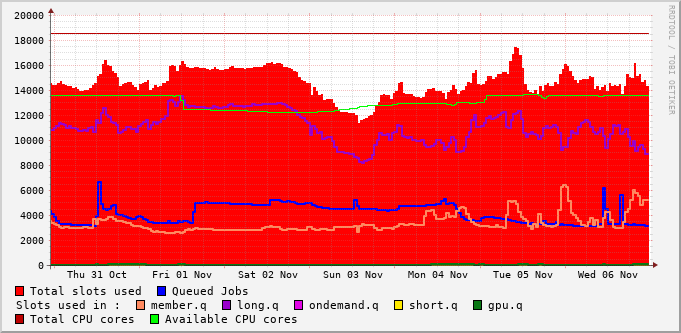 RRDTOOL / TOBI OETIKER
20000
18000
16000
14000
12000
10000
8000
6000
4000
2000
0
Thu 31 Oct Fri 01 Nov Sat 02 Nov Sun 03 Nov Mon 04 Nov Tue 05 Nov Wed 06 Nov
Total slots used Queued Jobs
Slots used in : member.q long.q ondemand.q short.q gpu.q
Total CPU cores Available CPU cores